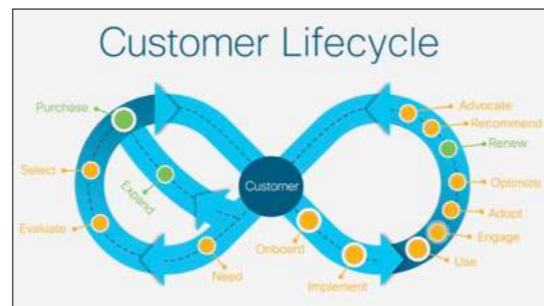 Customer Lifecycle
Purchase
Select
Evaluate
Expand
Need
Customer
Onboard
Implement
Use
Engage
Adopt
Optimize
Renew
Recommend
Advocate